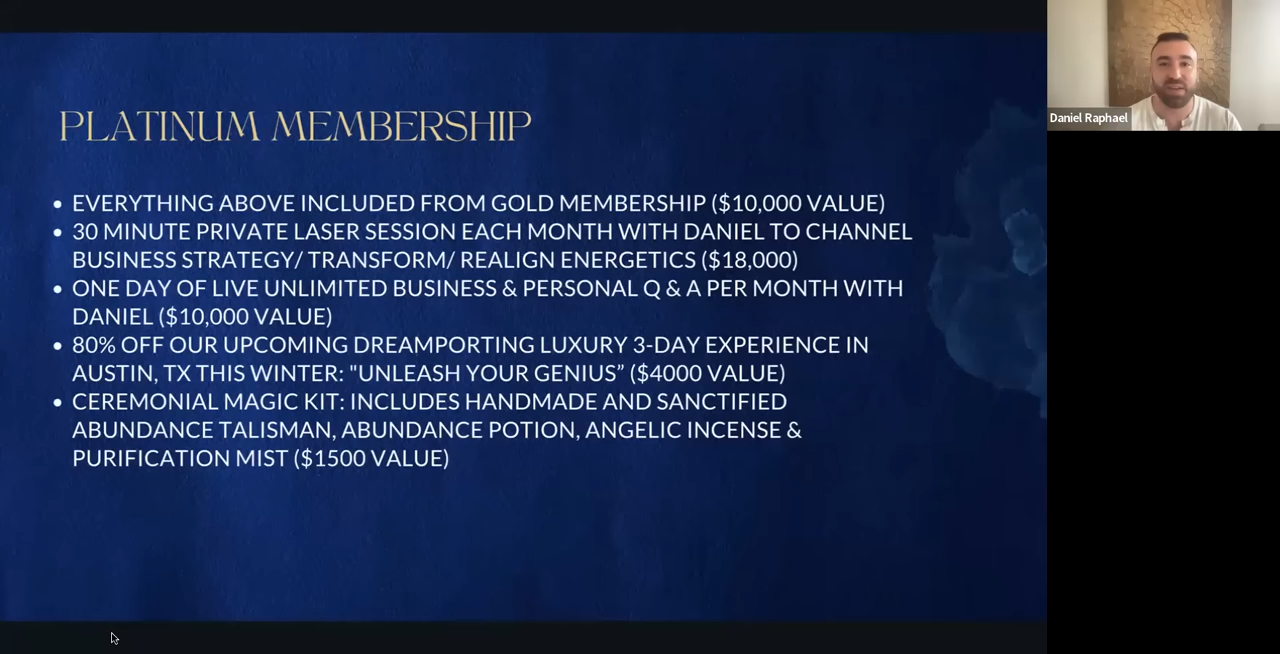 PLATINUM MEMBERSHIP
• EVERYTHING ABOVE INCLUDED FROM GOLD MEMBERSHIP ($10,000 VALUE)
• 30 MINUTE PRIVATE LASER SESSION EACH MONTH WITH DANIEL TO CHANNEL
BUSINESS STRATEGY/ TRANSFORM/ REALIGN ENERGETICS ($18,000)
• ONE DAY OF LIVE UNLIMITED BUSINESS & PERSONAL Q & A PER MONTH WITH
DANIEL ($10,000 VALUE)
• 80% OFF OUR UPCOMING DREAMPORTING LUXURY 3-DAY EXPERIENCE IN
AUSTIN, TX THIS WINTER: "UNLEASH YOUR GENIUS” ($4000 VALUE)
• CEREMONIAL MAGIC KIT: INCLUDES HANDMADE AND SANCTIFIED
ABUNDANCE TALISMAN, ABUNDANCE POTION, ANGELIC INCENSE &
PURIFICATION MIST ($1500 VALUE)
Daniel Raphael